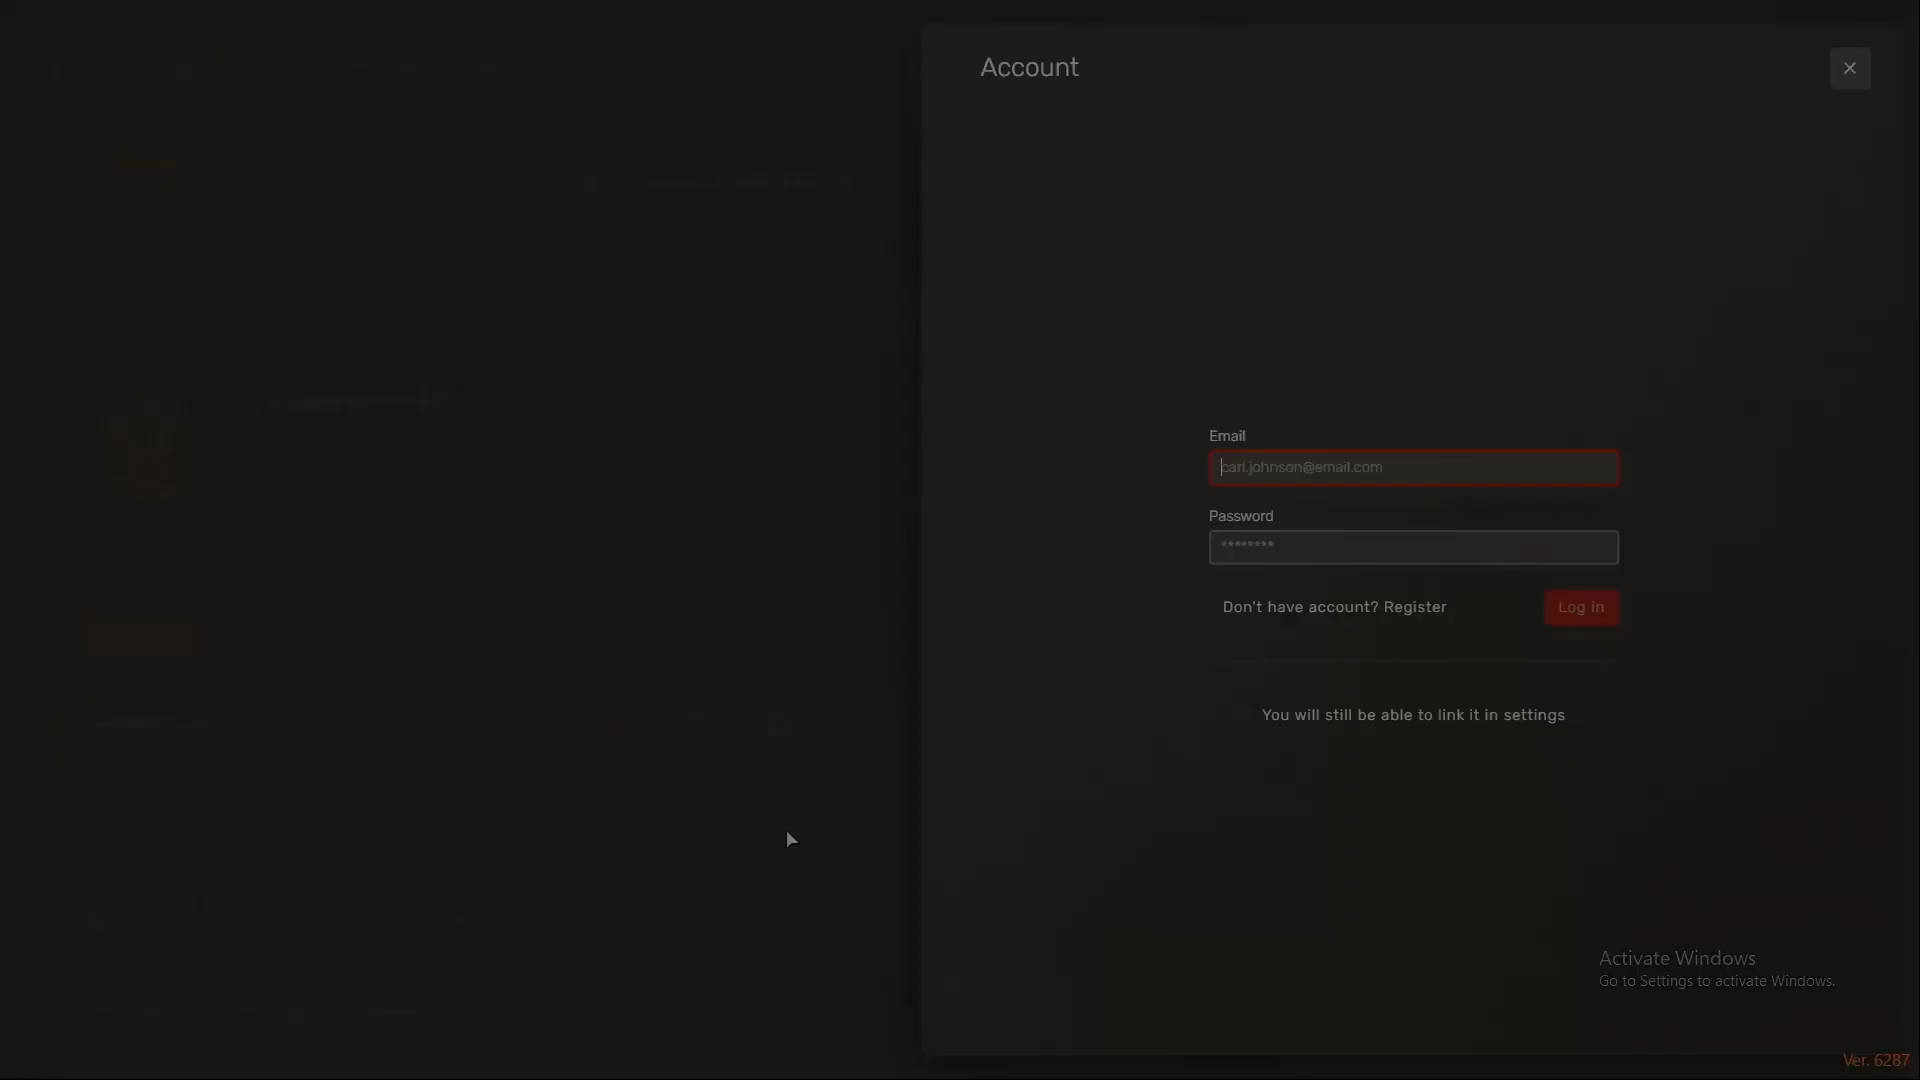 Account
Email
carl.johnson@email.com
Password
********
Don't have account? Register
Log in
You will still be able to link it in settings
Activate Windows
Go to Settings to activate Windows.
Ver. 6287